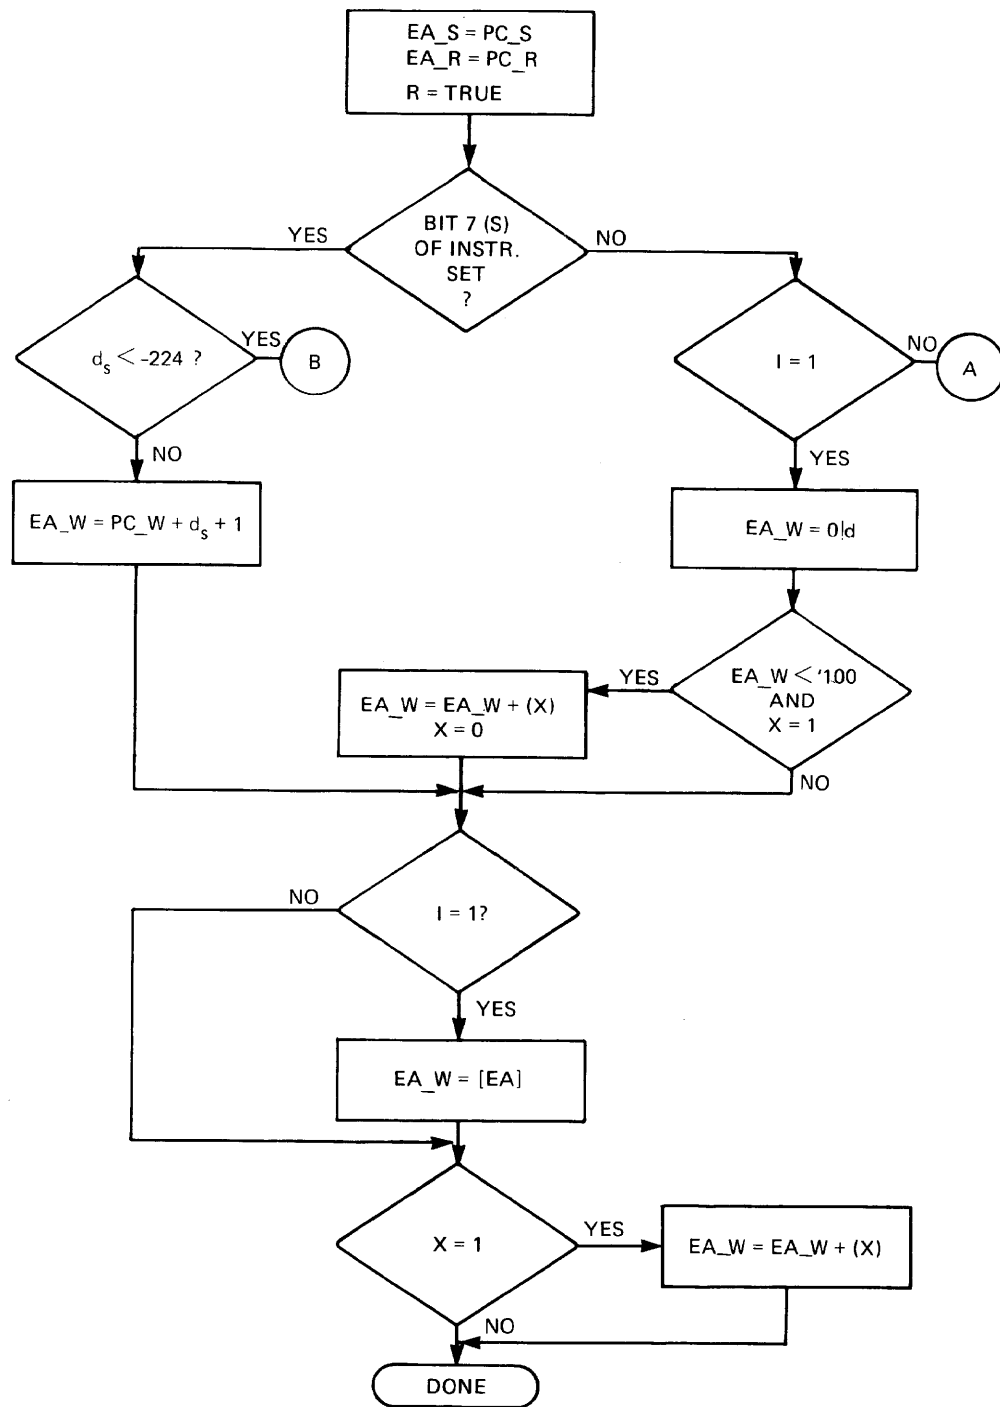 EA_S = PC_S
EA_R = PC_R
R = TRUE
BIT 7 (S)
OF INSTR.
SET
?
YES
NO
dₛ < -224 ?
YES
B
I = 1
NO
A
NO
YES
EA_W = PC_W + dₛ + 1
EA_W = 0|d
EA_W < '100
AND
X = 1
YES
EA_W = EA_W + (X)
X = 0
NO
I = 1?
NO
YES
EA_W = [EA]
X = 1
YES
EA_W = EA_W + (X)
NO
DONE